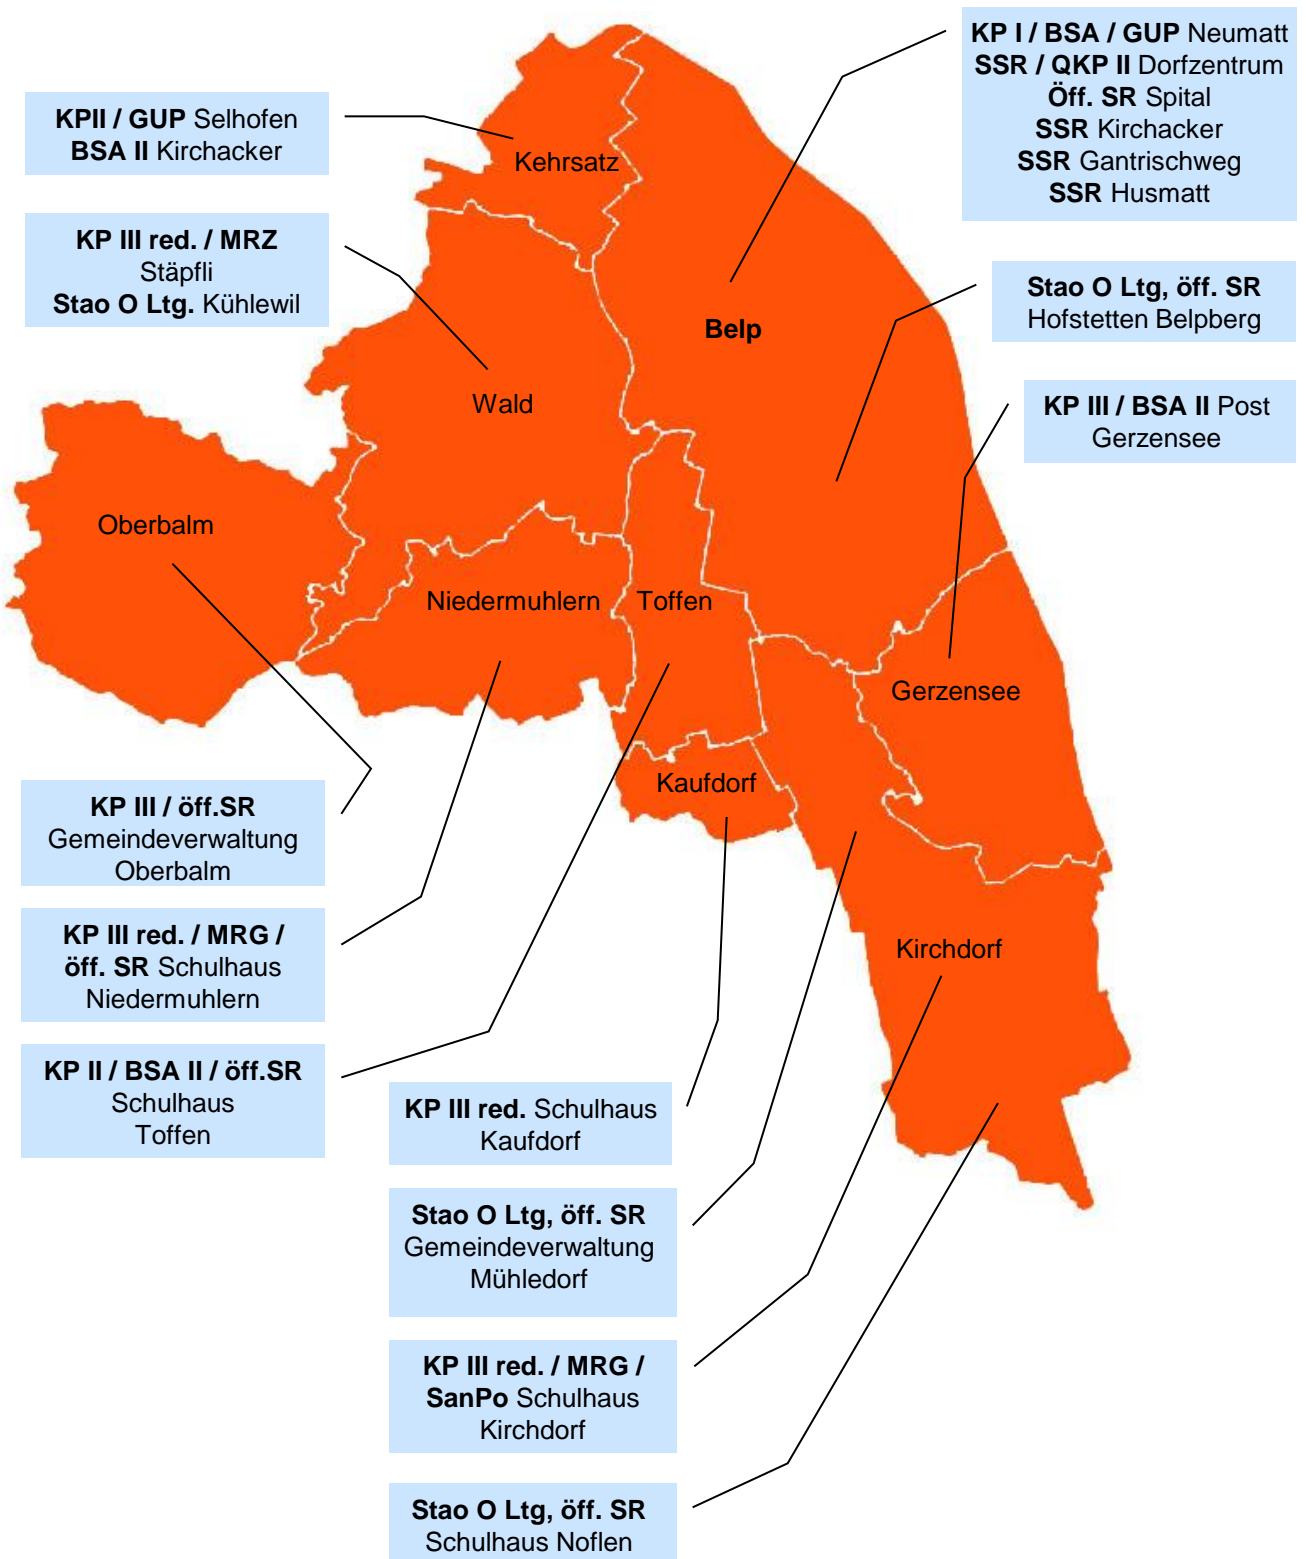 KP I / BSA / GUP Neumatt
SSR / QKP II Dorfzentrum
Öff. SR Spital
SSR Kirchacker
SSR Gantrischweg
SSR Husmatt
KPII / GUP Selhofen
BSA II Kirchacker
Kehrsatz
KP III red. / MRZ
Stäpfli
Stao O Ltg. Kühlewil
Stao O Ltg, öff. SR
Hofstetten Belpberg
Belp
KP III / BSA II Post
Gerzensee
Wald
Oberbalm
Niedermuhlern
Toffen
Gerzensee
Kaufdorf
KP III / öff.SR
Gemeindeverwaltung
Oberbalm
KP III red. / MRG /
öff. SR Schulhaus
Niedermuhlern
Kirchdorf
KP II / BSA II / öff.SR
Schulhaus
Toffen
KP III red. Schulhaus
Kaufdorf
Stao O Ltg, öff. SR
Gemeindeverwaltung
Mühledorf
KP III red. / MRG /
SanPo Schulhaus
Kirchdorf
Stao O Ltg, öff. SR
Schulhaus Noflen